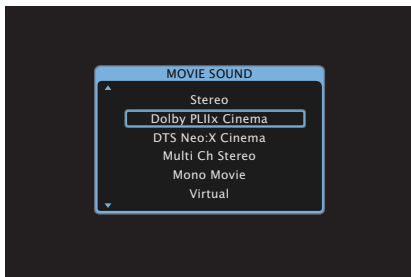 MOVIE SOUND
Stereo
Dolby PLIIx Cinema
DTS Neo:X Cinema
Multi Ch Stereo
Mono Movie
Virtual